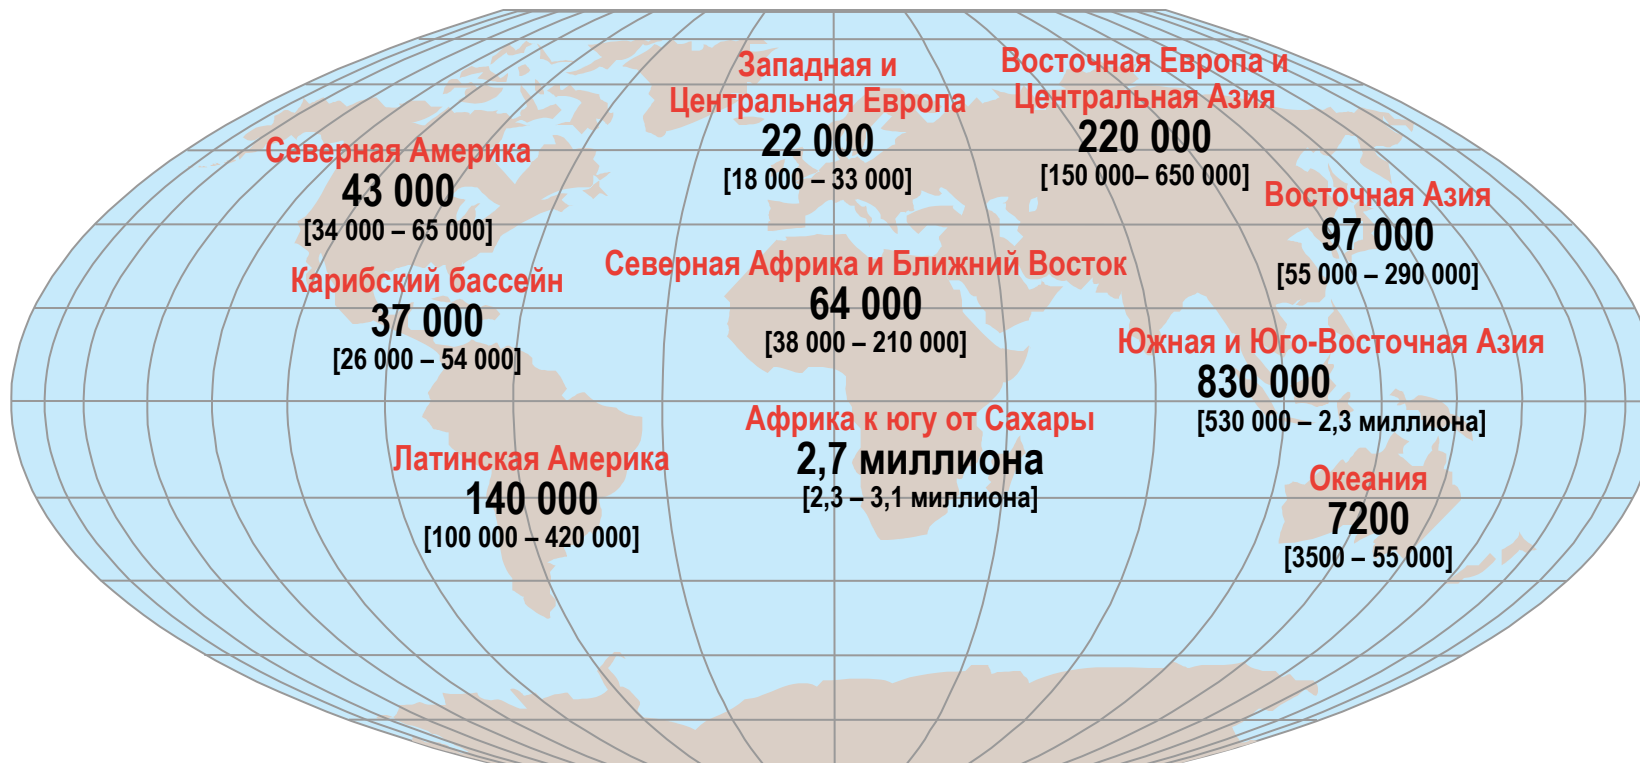 Западная и
Центральная Европа
22 000
[18 000 – 33 000]
Восточная Европа и
Центральная Азия
220 000
[150 000– 650 000]
Северная Америка
43 000
[34 000 – 65 000]
Восточная Азия
97 000
[55 000 – 290 000]
Карибский бассейн
37 000
[26 000 – 54 000]
Северная Африка и Ближний Восток
64 000
[38 000 – 210 000]
Южная и Юго-Восточная Азия
830 000
[530 000 – 2,3 миллиона]
Латинская Америка
140 000
[100 000 – 420 000]
Африка к югу от Сахары
2,7 миллиона
[2,3 – 3,1 миллиона]
Океания
7200
[3500 – 55 000]